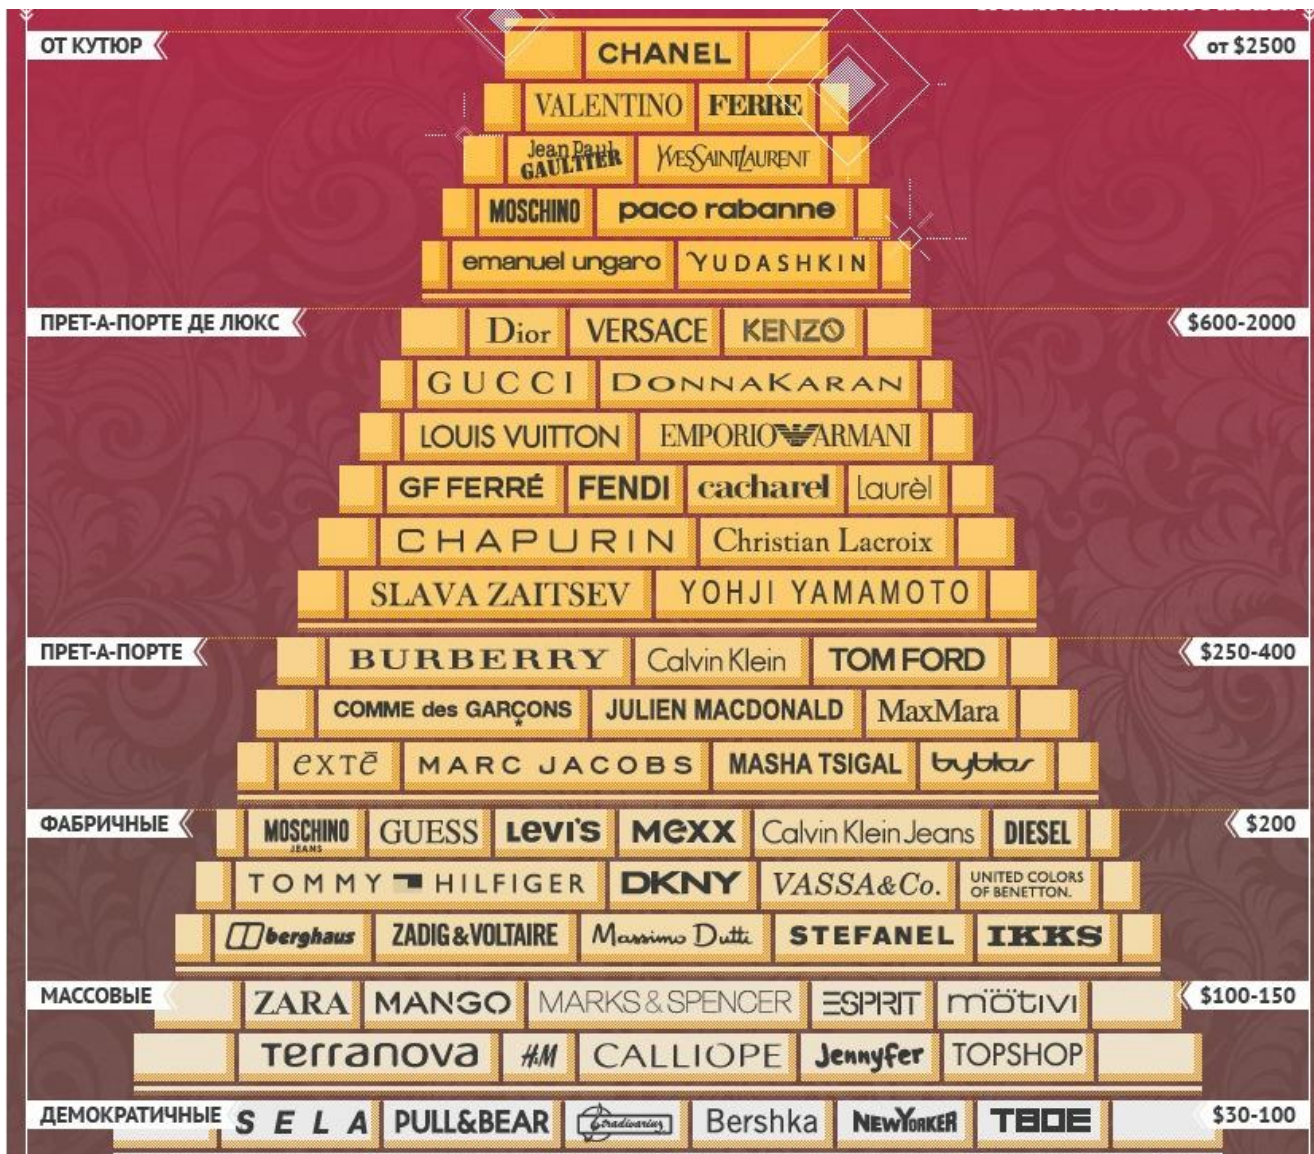 ОТ КУТЮР CHANEL от $2500
VALENTINO FERRE
Jean Paul GAULTIER YVESSAINTLAURENT
MOSCHINO paco rabanne
emanuel ungaro YUDASHKIN
ПРЕТ-А-ПОРТЕ ДЕ ЛЮКС Dior VERSACE KENZO $600-2000
GUCCI DONNAKARAN
LOUIS VUITTON EMPORIO ARMANI
GF FERRÉ FENDI cacharel Laurèl
CHAPURIN Christian Lacroix
SLAVA ZAITSEV YOHJI YAMAMOTO
ПРЕТ-А-ПОРТЕ BURBERRY Calvin Klein TOM FORD $250-400
COMME des GARÇONS JULIEN MACDONALD MaxMara
exTē MARC JACOBS MASHA TSIGAL byblos
ФАБРИЧНЫЕ MOSCHINO JEANS GUESS Levi's MEXX Calvin Klein Jeans DIESEL $200
TOMMY HILFIGER DKNY VASSA&Co. UNITED COLORS OF BENETTON.
berghaus ZADIG&VOLTAIRE Massimo Dutti STEFANEL IKKS
МАССОВЫЕ ZARA MANGO MARKS & SPENCER ESPRIT mötivi $100-150
Terranova H&M CALLIOPE Jennyfer TOPSHOP
ДЕМОКРАТИЧНЫЕ SELA PULL&BEAR Stradivarius Bershka NEWYORKER ТВОЕ $30-100